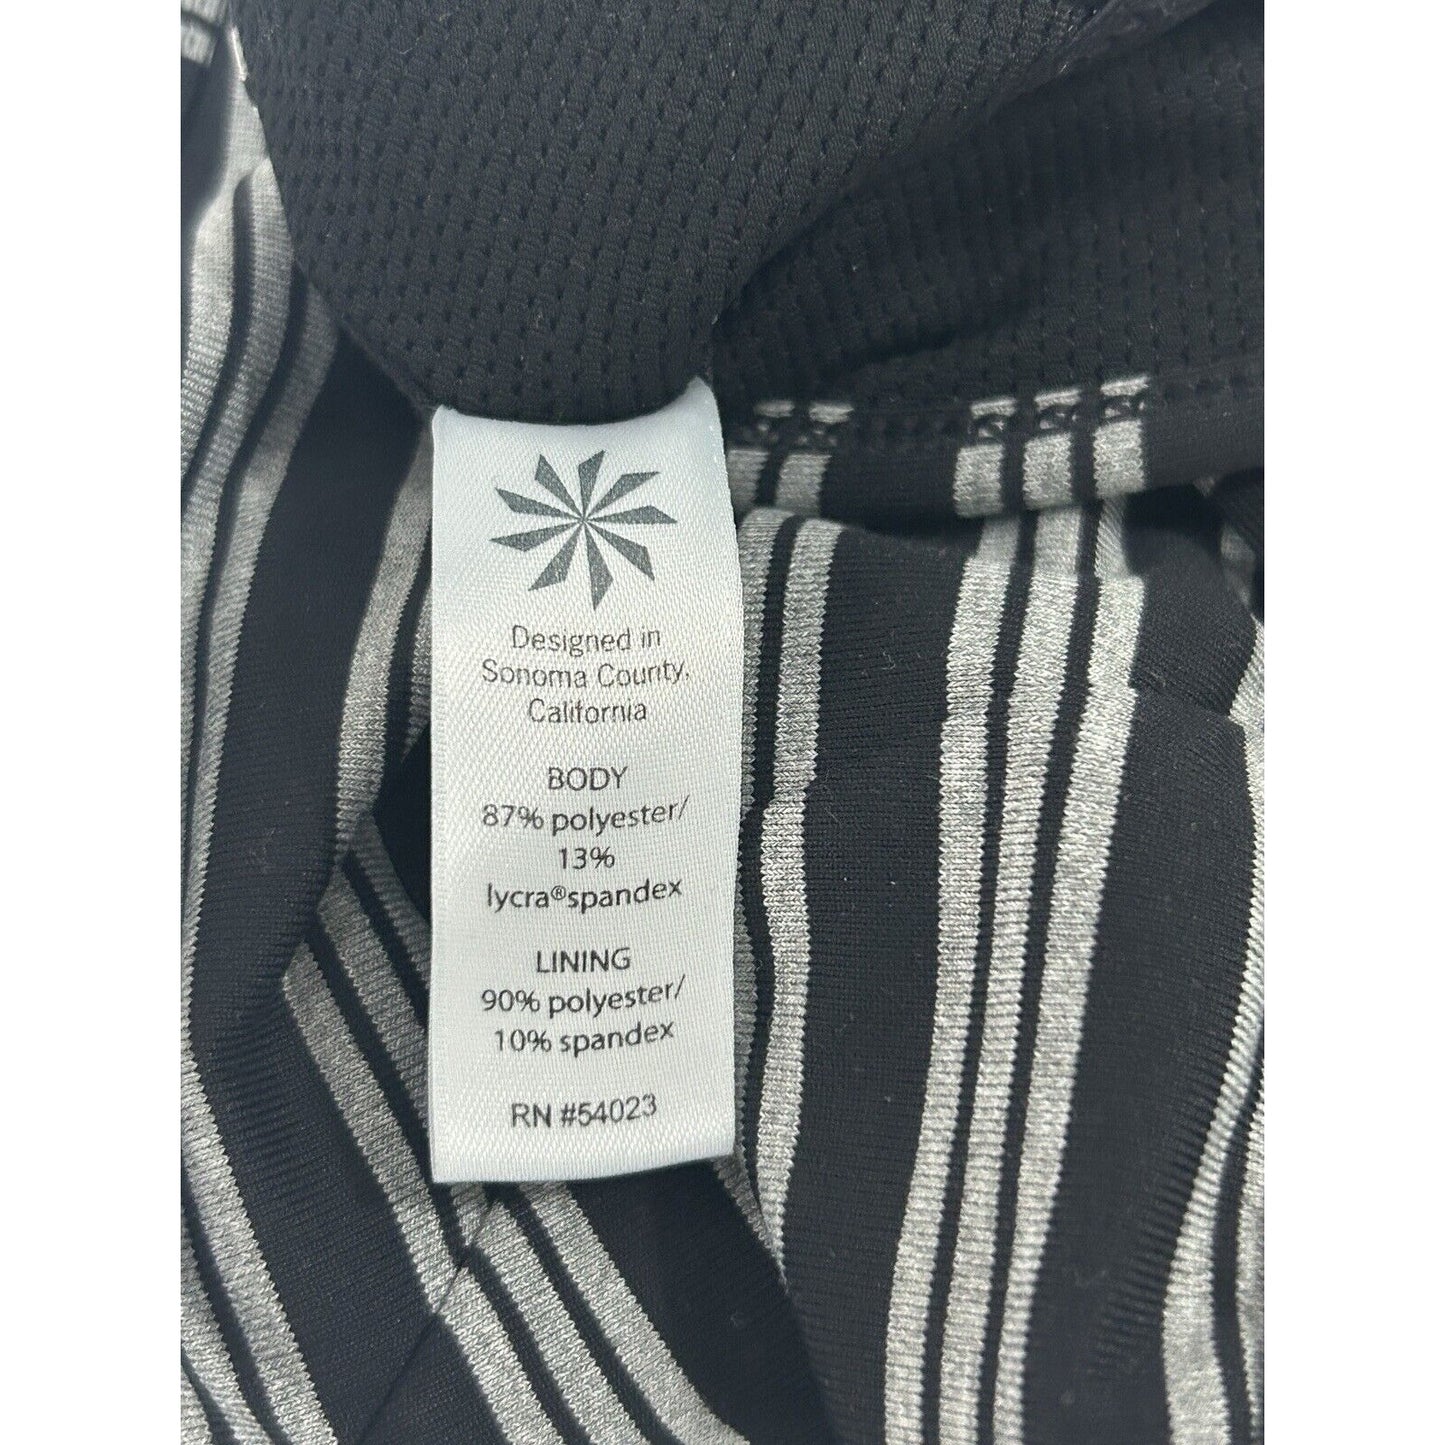 Designed in
Sonoma County,
California
BODY
87% polyester/
13%
lycra®spandex
LINING
90% polyester/
10% spandex
RN #54023